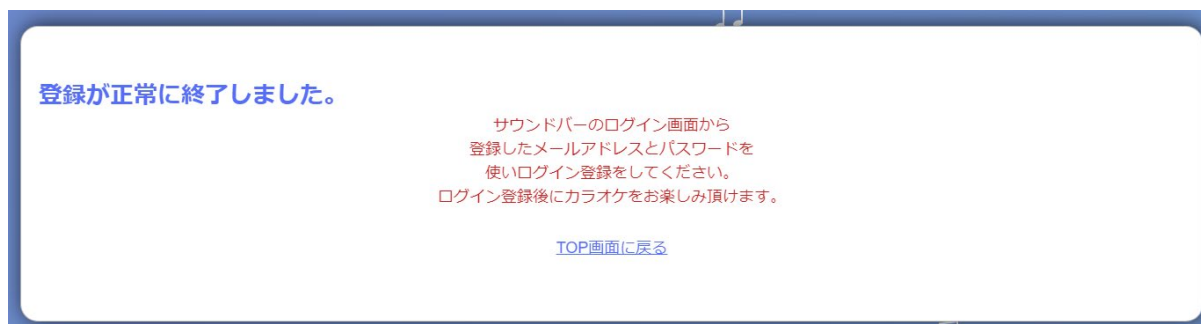 登録が正常に終了しました。
サウンドバーのログイン画面から
登録したメールアドレスとパスワードを
使いログイン登録をしてください。
ログイン登録後にカラオケをお楽しみ頂けます。
TOP画面に戻る